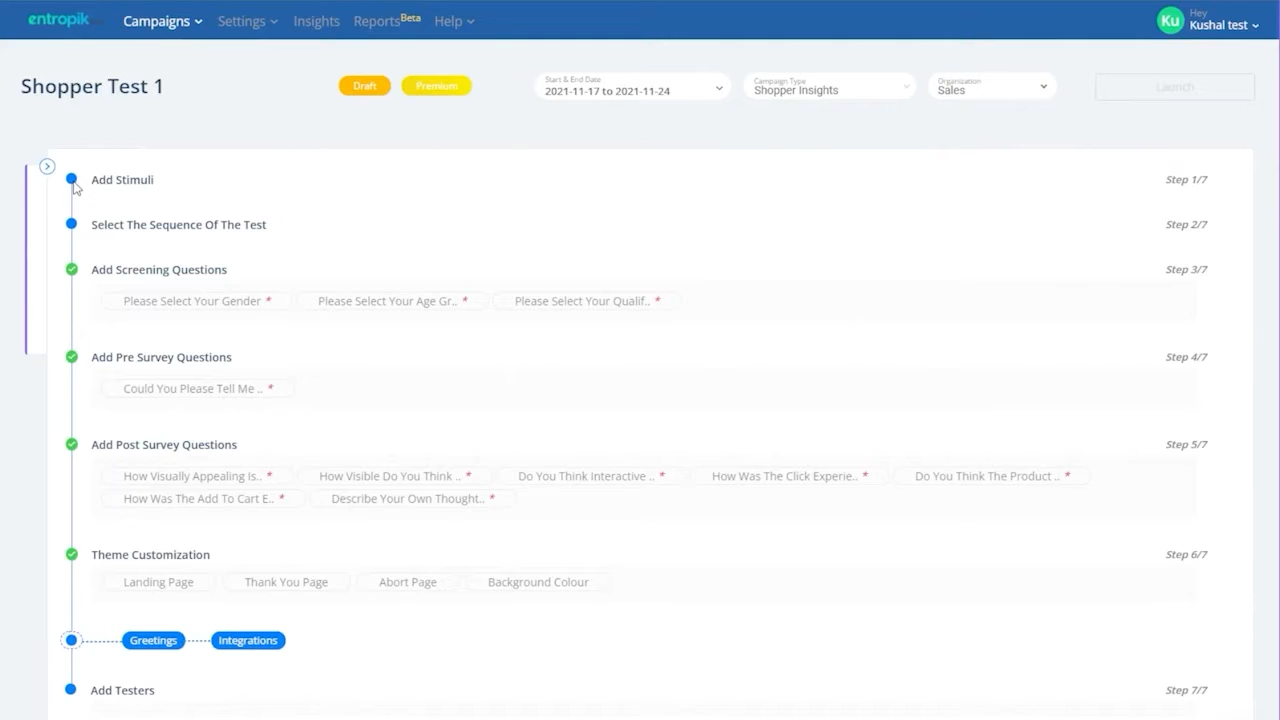 entropik Campaigns Settings Insights Reports Beta Help
Ku Hey
Kushal test
Shopper Test 1
Draft Premium
Start & End Date
2021-11-17 to 2021-11-24
Campaign Type
Shopper Insights
Organization
Sales
Launch
Add Stimuli Step 1/7
Select The Sequence Of The Test Step 2/7
Add Screening Questions Step 3/7
Please Select Your Gender * Please Select Your Age Gr.. * Please Select Your Qualif.. *
Add Pre Survey Questions Step 4/7
Could You Please Tell Me .. *
Add Post Survey Questions Step 5/7
How Visually Appealing Is.. * How Visible Do You Think .. * Do You Think Interactive .. * How Was The Click Experie.. * Do You Think The Product .. *
How Was The Add To Cart E.. * Describe Your Own Thought.. *
Theme Customization Step 6/7
Landing Page Thank You Page Abort Page Background Colour
Greetings Integrations
Add Testers Step 7/7